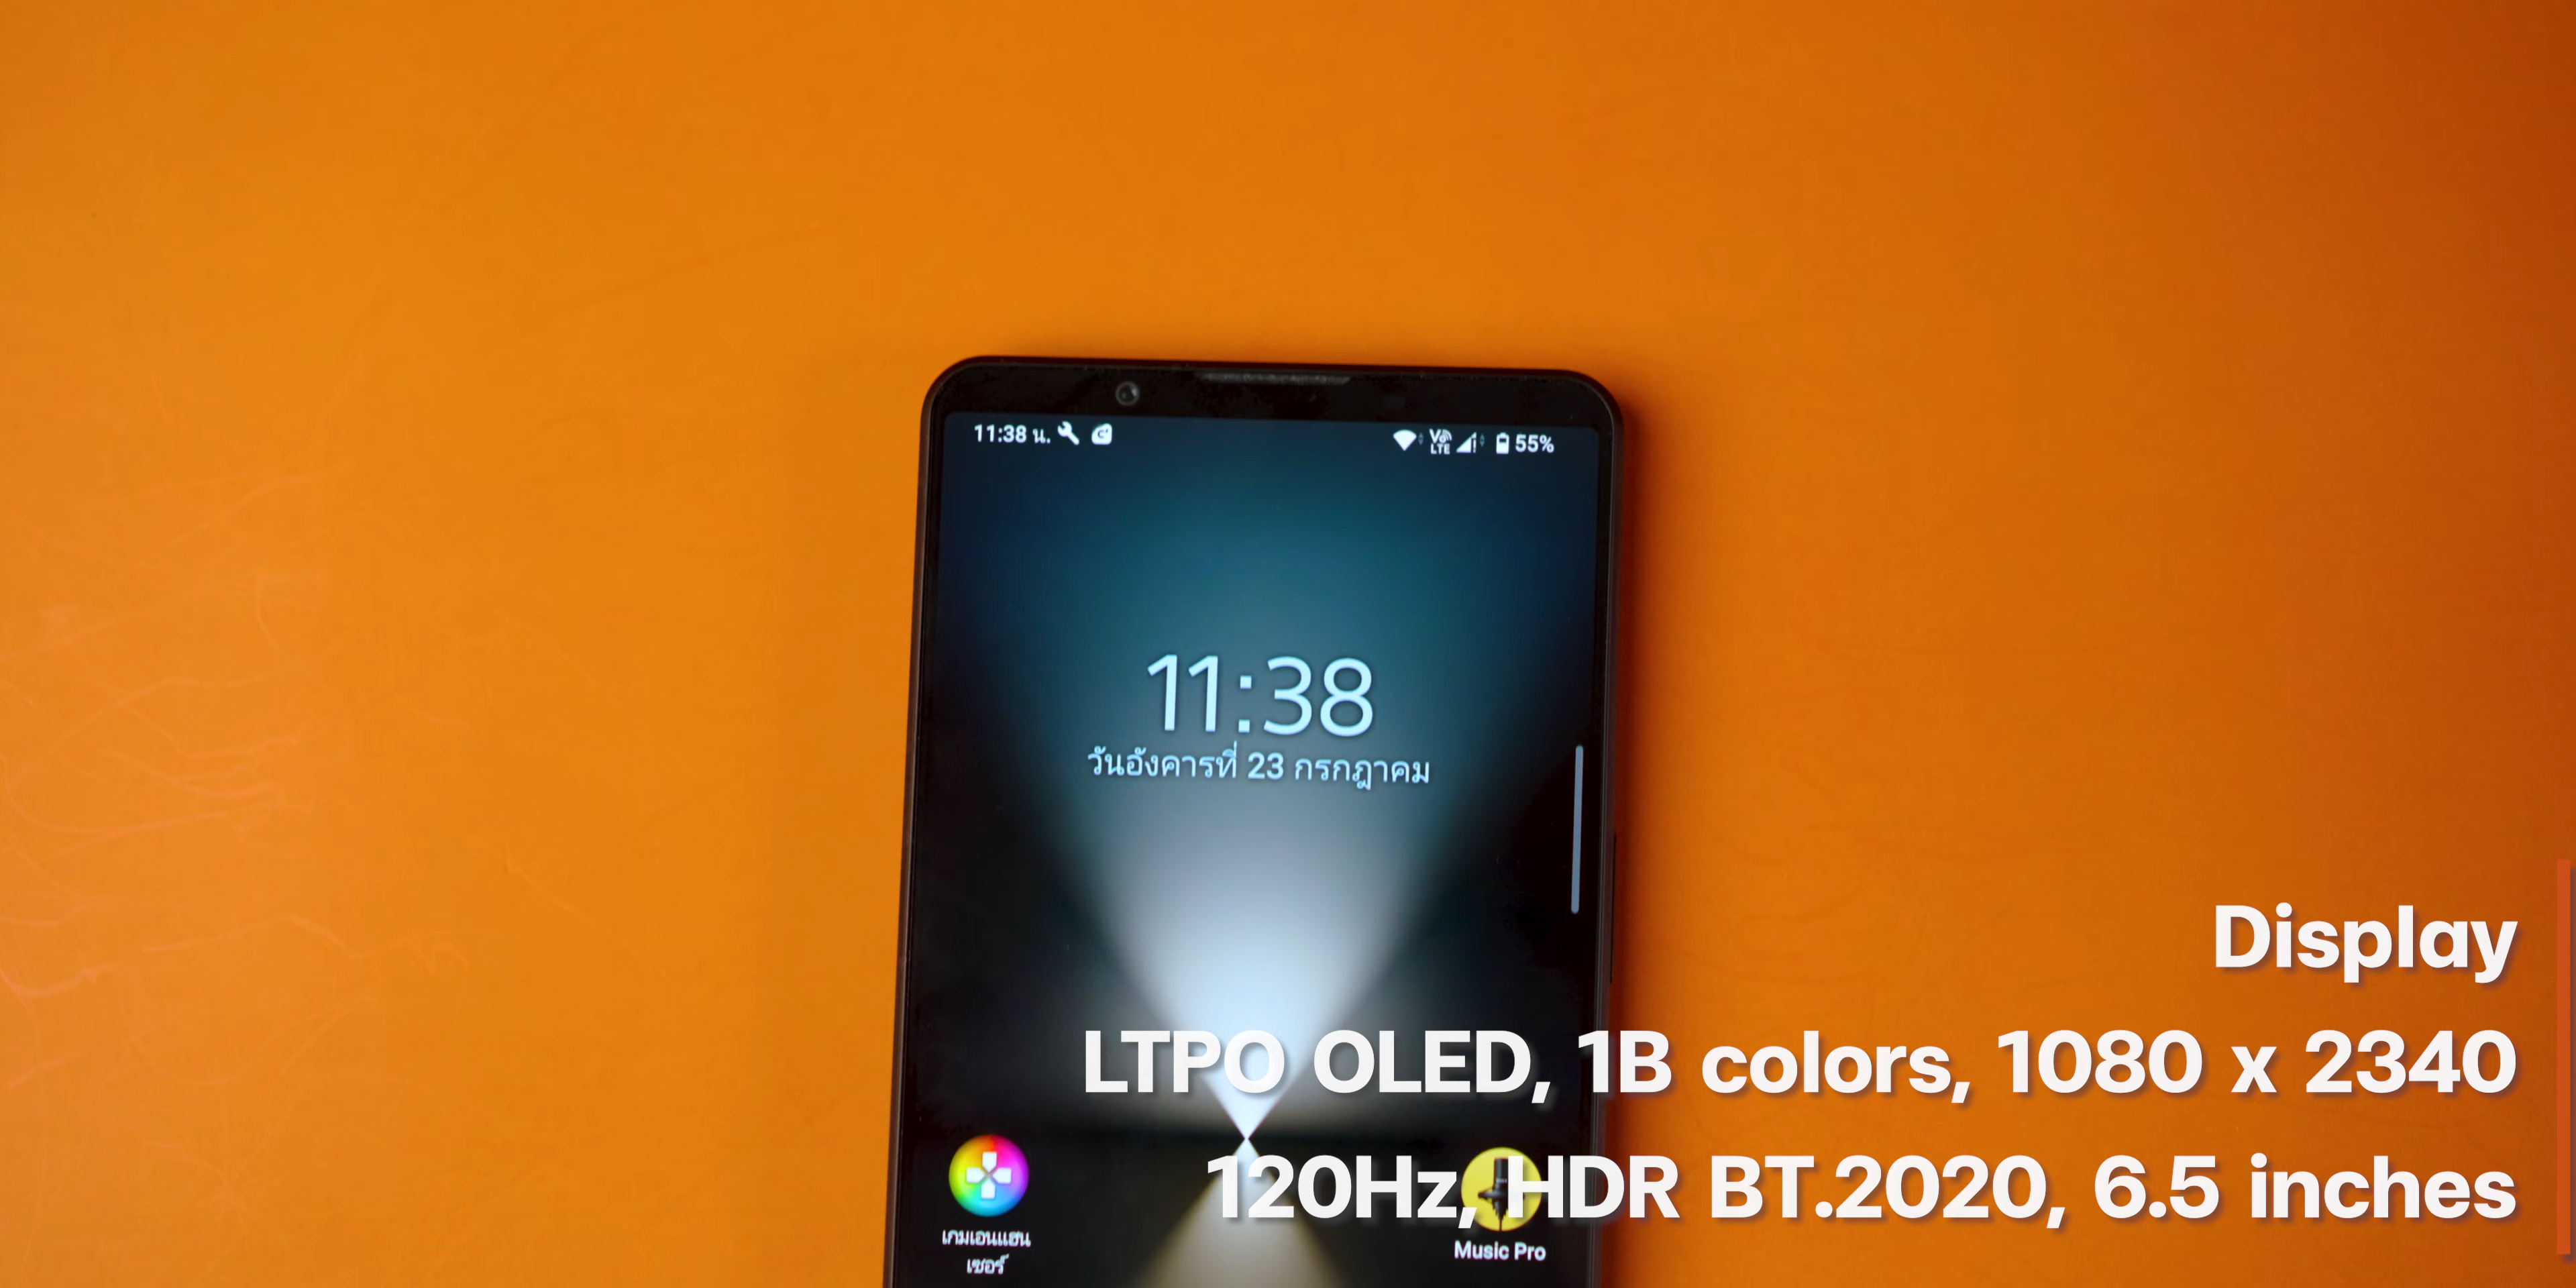 11:38 น.
Vo LTE 55%
11:38
วันอังคารที่ 23 กรกฎาคม
Display
LTPO OLED, 1B colors, 1080 x 2340
120Hz, HDR BT.2020, 6.5 inches
เกมเอนแฮน
เซอร์
Music Pro